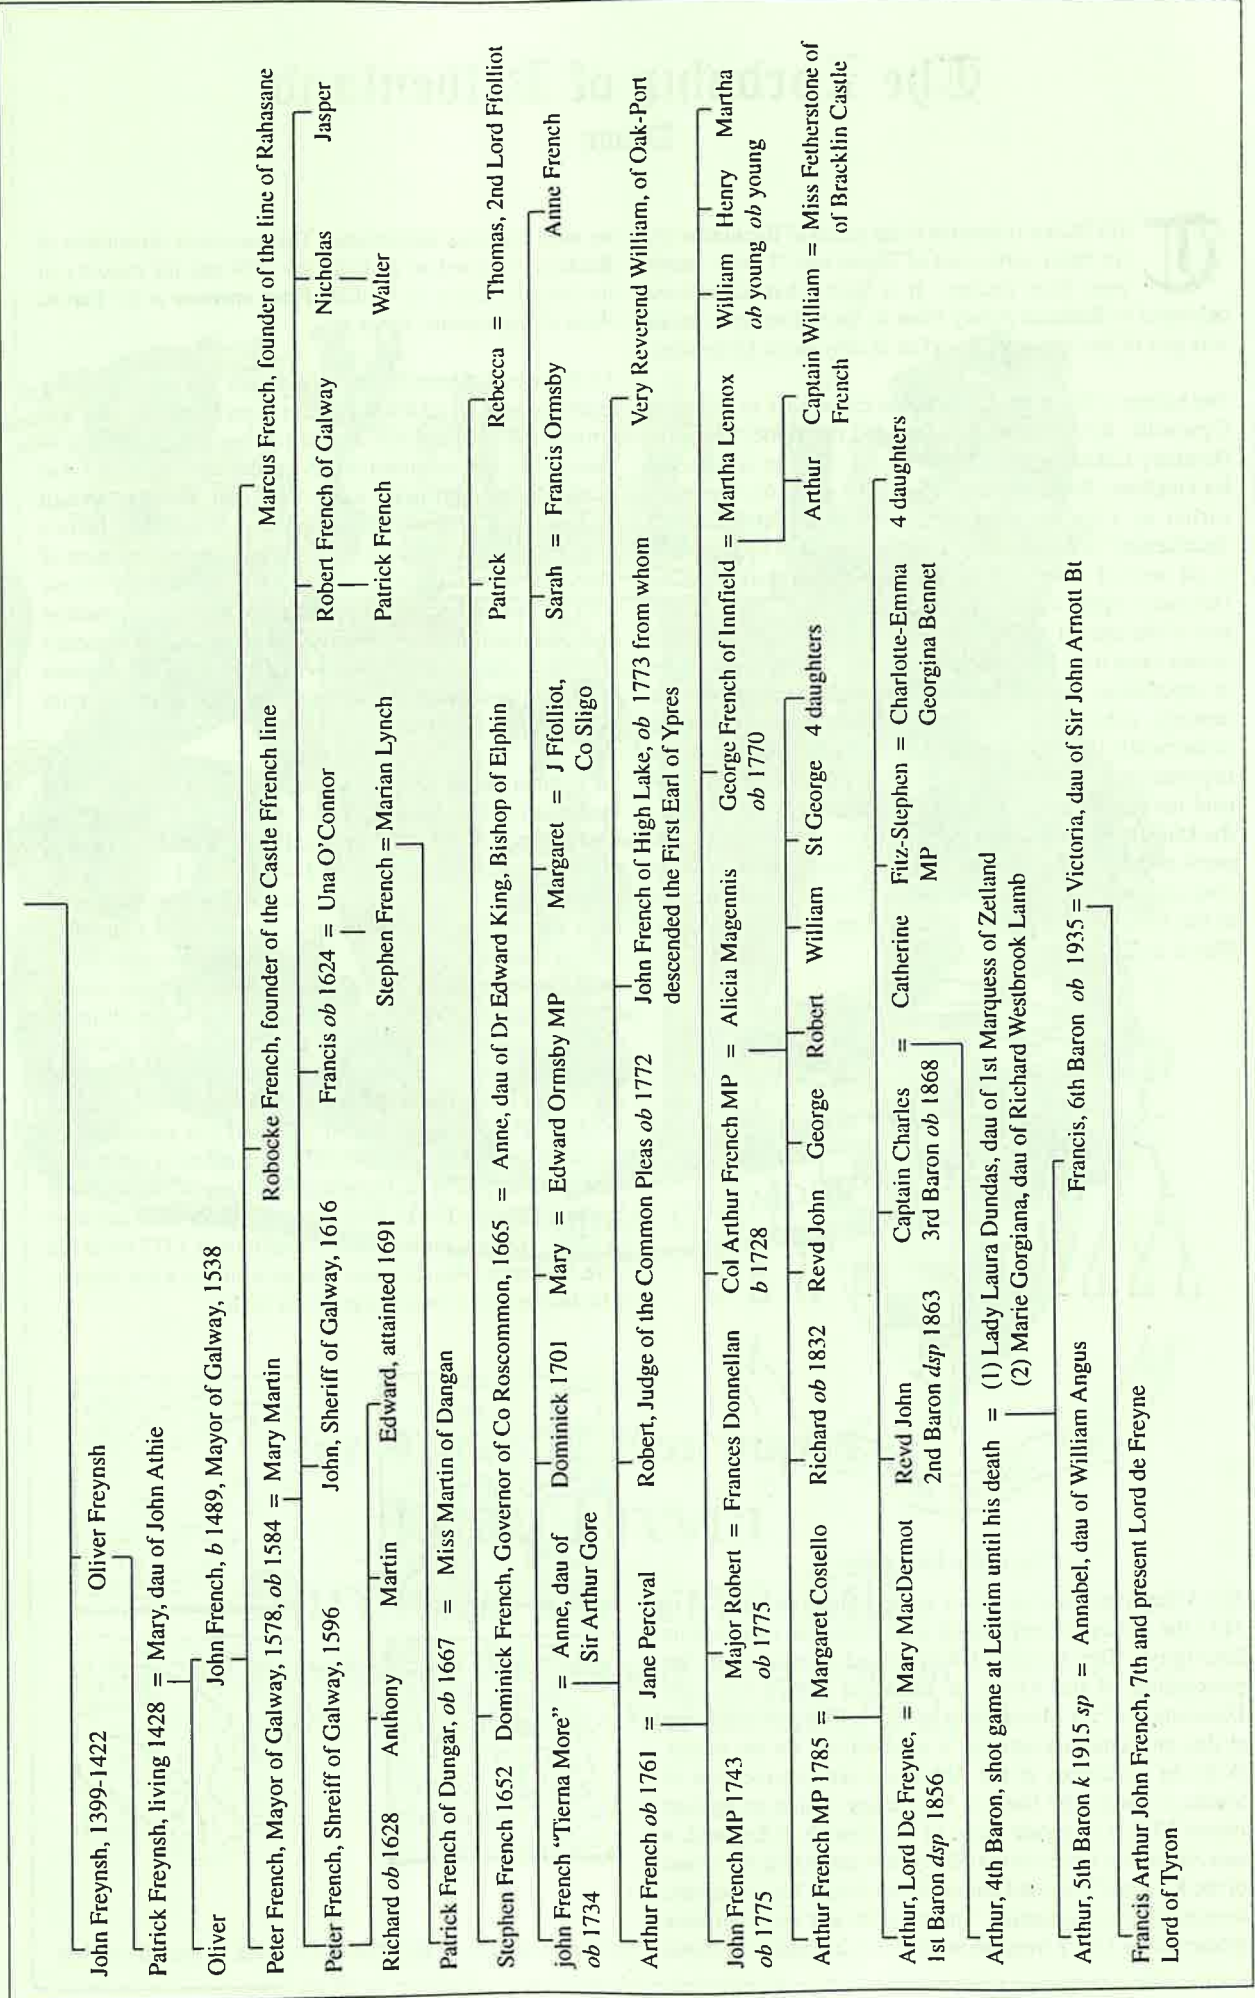 John Freynsh, 1399-1422
Oliver Freynsh
Patrick Freynsh, living 1428 = Mary, dau of John Athie
Oliver
John French, b 1489, Mayor of Galway, 1538
Peter French, Mayor of Galway, 1578, ob 1584 = Mary Martin
Robocke French, founder of the Castle Ffrench line
Marcus French, founder of the line of Rahasane
Peter French, Shreiff of Galway, 1596
John, Sheriff of Galway, 1616
Francis ob 1624 = Una O'Connor
Robert French of Galway
Nicholas
Jasper
Richard ob 1628
Anthony
Martin
Edward, attainted 1691
Stephen French = Marian Lynch
Patrick French
Walter
Patrick French of Dungar, ob 1667 = Miss Martin of Dangan
Stephen French 1652
Dominick French, Governor of Co Roscommon, 1665 = Anne, dau of Dr Edward King, Bishop of Elphin
Patrick
Rebecca = Thomas, 2nd Lord Ffolliot
john French "Tierna More" = Anne, dau of
ob 1734
Sir Arthur Gore
Dominick 1701
Mary = Edward Ormsby MP
Margaret = J Ffolliot,
Co Sligo
Sarah = Francis Ormsby
Anne French
Arthur French ob 1761 = Jane Percival
Robert, Judge of the Common Pleas ob 1772
John French of High Lake, ob 1773 from whom
descended the First Earl of Ypres
Very Reverend William, of Oak-Port
John French MP 1743
ob 1775
Major Robert = Frances Donnellan
ob 1775
Col Arthur French MP = Alicia Magennis
b 1728
George French of Innfield = Martha Lennox
ob 1770
William
ob young
Henry
ob young
Martha
Arthur French MP 1785 = Margaret Costello
Richard ob 1832
Revd John
George
Robert
William
St George
4 daughters
Arthur
Captain William = Miss Fetherstone of
French
of Bracklin Castle
Arthur, Lord De Freyne, = Mary MacDermot
1st Baron dsp 1856
Revd John
2nd Baron dsp 1863
Captain Charles = Catherine
3rd Baron ob 1868
Fitz-Stephen = Charlotte-Emma
MP
Georgina Bennet
4 daughters
Arthur, 4th Baron, shot game at Leitrim until his death = (1) Lady Laura Dundas, dau of 1st Marquess of Zetland
(2) Marie Gorgiana, dau of Richard Westbrook Lamb
Arthur, 5th Baron k 1915 sp = Annabel, dau of William Angus
Francis, 6th Baron ob 1935 = Victoria, dau of Sir John Arnott Bt
Francis Arthur John French, 7th and present Lord de Freyne
Lord of Tyron